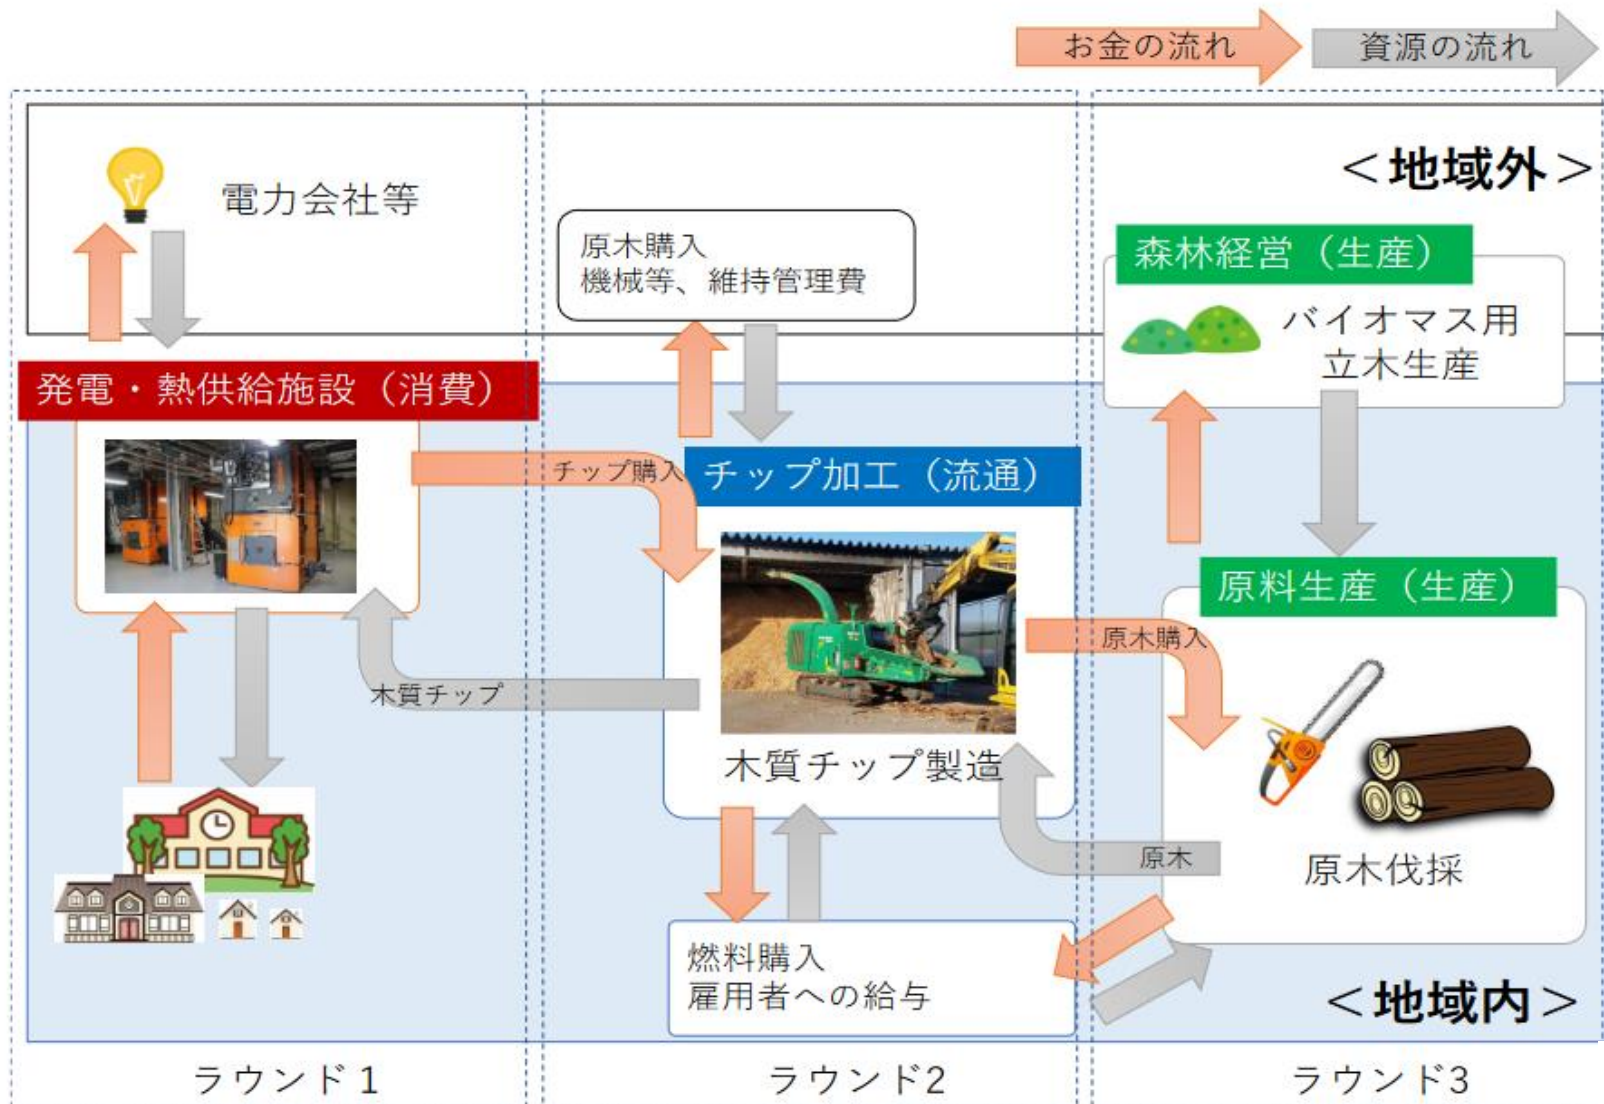 お金の流れ
資源の流れ
＜地域外＞
電力会社等
原木購入
機械等、維持管理費
森林経営（生産）
バイオマス用
立木生産
発電・熱供給施設（消費）
チップ購入
チップ加工（流通）
原料生産（生産）
原木購入
木質チップ
木質チップ製造
原木
原木伐採
燃料購入
雇用者への給与
＜地域内＞
ラウンド1
ラウンド2
ラウンド3